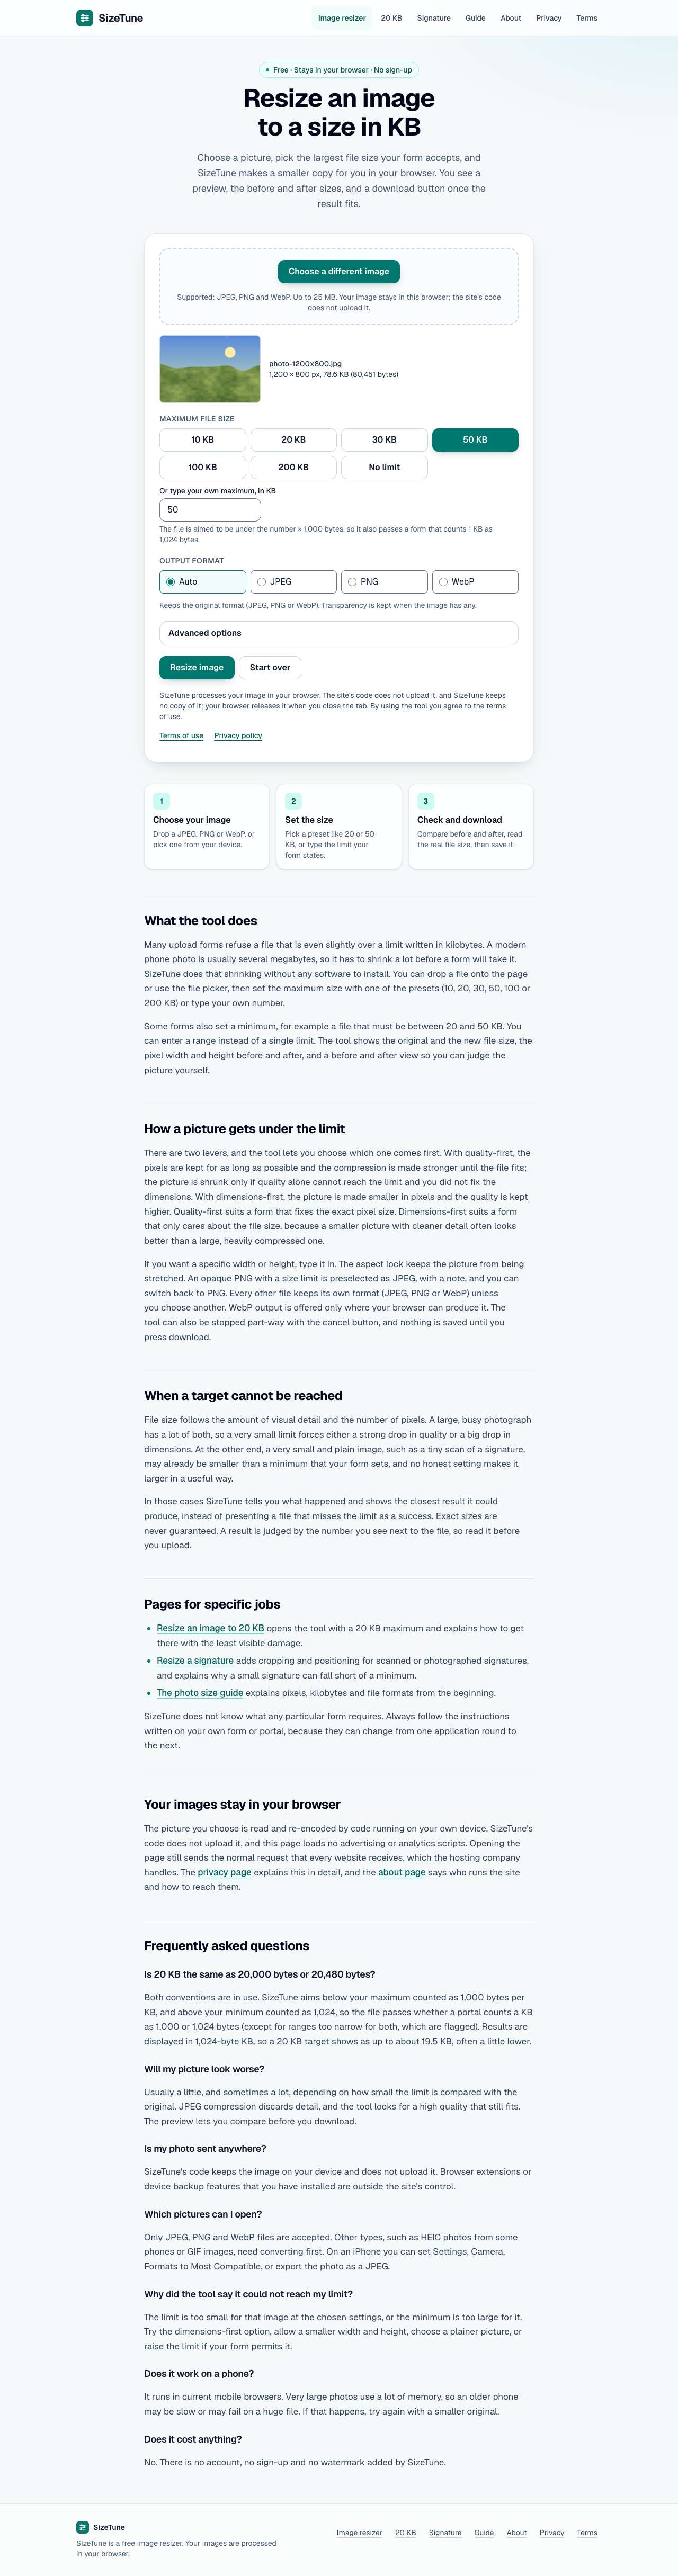 SizeTune
Image resizer
20 KB
Signature
Guide
About
Privacy
Terms
Free · Stays in your browser · No sign-up
Resize an image
to a size in KB
Choose a picture, pick the largest file size your form accepts, and
SizeTune makes a smaller copy for you in your browser. You see a
preview, the before and after sizes, and a download button once the
result fits.
Choose a different image
Supported: JPEG, PNG and WebP. Up to 25 MB. Your image stays in this browser; the site's code
does not upload it.
photo-1200x800.jpg
1,200 × 800 px, 78.6 KB (80,451 bytes)
MAXIMUM FILE SIZE
10 KB
20 KB
30 KB
50 KB
100 KB
200 KB
No limit
Or type your own maximum, in KB
50
The file is aimed to be under the number × 1,000 bytes, so it also passes a form that counts 1 KB as
1,024 bytes.
OUTPUT FORMAT
Auto
JPEG
PNG
WebP
Keeps the original format (JPEG, PNG or WebP). Transparency is kept when the image has any.
Advanced options
Resize image
Start over
SizeTune processes your image in your browser. The site's code does not upload it, and SizeTune keeps
no copy of it; your browser releases it when you close the tab. By using the tool you agree to the terms
of use.
Terms of use
Privacy policy
1
Choose your image
Drop a JPEG, PNG or WebP, or
pick one from your device.
2
Set the size
Pick a preset like 20 or 50
KB, or type the limit your
form states.
3
Check and download
Compare before and after, read
the real file size, then save it.
What the tool does
Many upload forms refuse a file that is even slightly over a limit written in kilobytes. A modern
phone photo is usually several megabytes, so it has to shrink a lot before a form will take it.
SizeTune does that shrinking without any software to install. You can drop a file onto the page
or use the file picker, then set the maximum size with one of the presets (10, 20, 30, 50, 100 or
200 KB) or type your own number.
Some forms also set a minimum, for example a file that must be between 20 and 50 KB. You
can enter a range instead of a single limit. The tool shows the original and the new file size, the
pixel width and height before and after, and a before and after view so you can judge the
picture yourself.
How a picture gets under the limit
There are two levers, and the tool lets you choose which one comes first. With quality-first, the
pixels are kept for as long as possible and the compression is made stronger until the file fits;
the picture is shrunk only if quality alone cannot reach the limit and you did not fix the
dimensions. With dimensions-first, the picture is made smaller in pixels and the quality is kept
higher. Quality-first suits a form that fixes the exact pixel size. Dimensions-first suits a form
that only cares about the file size, because a smaller picture with cleaner detail often looks
better than a large, heavily compressed one.
If you want a specific width or height, type it in. The aspect lock keeps the picture from being
stretched. An opaque PNG with a size limit is preselected as JPEG, with a note, and you can
switch back to PNG. Every other file keeps its own format (JPEG, PNG or WebP) unless
you choose another. WebP output is offered only where your browser can produce it. The
tool can also be stopped part-way with the cancel button, and nothing is saved until you
press download.
When a target cannot be reached
File size follows the amount of visual detail and the number of pixels. A large, busy photograph
has a lot of both, so a very small limit forces either a strong drop in quality or a big drop in
dimensions. At the other end, a very small and plain image, such as a tiny scan of a signature,
may already be smaller than a minimum that your form sets, and no honest setting makes it
larger in a useful way.
In those cases SizeTune tells you what happened and shows the closest result it could
produce, instead of presenting a file that misses the limit as a success. Exact sizes are
never guaranteed. A result is judged by the number you see next to the file, so read it before
you upload.
Pages for specific jobs
• Resize an image to 20 KB opens the tool with a 20 KB maximum and explains how to get
there with the least visible damage.
• Resize a signature adds cropping and positioning for scanned or photographed signatures,
and explains why a small signature can fall short of a minimum.
• The photo size guide explains pixels, kilobytes and file formats from the beginning.
SizeTune does not know what any particular form requires. Always follow the instructions
written on your own form or portal, because they can change from one application round to
the next.
Your images stay in your browser
The picture you choose is read and re-encoded by code running on your own device. SizeTune's
code does not upload it, and this page loads no advertising or analytics scripts. Opening the
page still sends the normal request that every website receives, which the hosting company
handles. The privacy page explains this in detail, and the about page says who runs the site
and how to reach them.
Frequently asked questions
Is 20 KB the same as 20,000 bytes or 20,480 bytes?
Both conventions are in use. SizeTune aims below your maximum counted as 1,000 bytes per
KB, and above your minimum counted as 1,024, so the file passes whether a portal counts a KB
as 1,000 or 1,024 bytes (except for ranges too narrow for both, which are flagged). Results are
displayed in 1,024-byte KB, so a 20 KB target shows as up to about 19.5 KB, often a little lower.
Will my picture look worse?
Usually a little, and sometimes a lot, depending on how small the limit is compared with the
original. JPEG compression discards detail, and the tool looks for a high quality that still fits.
The preview lets you compare before you download.
Is my photo sent anywhere?
SizeTune's code keeps the image on your device and does not upload it. Browser extensions or
device backup features that you have installed are outside the site's control.
Which pictures can I open?
Only JPEG, PNG and WebP files are accepted. Other types, such as HEIC photos from some
phones or GIF images, need converting first. On an iPhone you can set Settings, Camera,
Formats to Most Compatible, or export the photo as a JPEG.
Why did the tool say it could not reach my limit?
The limit is too small for that image at the chosen settings, or the minimum is too large for it.
Try the dimensions-first option, allow a smaller width and height, choose a plainer picture, or
raise the limit if your form permits it.
Does it work on a phone?
It runs in current mobile browsers. Very large photos use a lot of memory, so an older phone
may be slow or may fail on a huge file. If that happens, try again with a smaller original.
Does it cost anything?
No. There is no account, no sign-up and no watermark added by SizeTune.
SizeTune
SizeTune is a free image resizer. Your images are processed
in your browser.
Image resizer
20 KB
Signature
Guide
About
Privacy
Terms